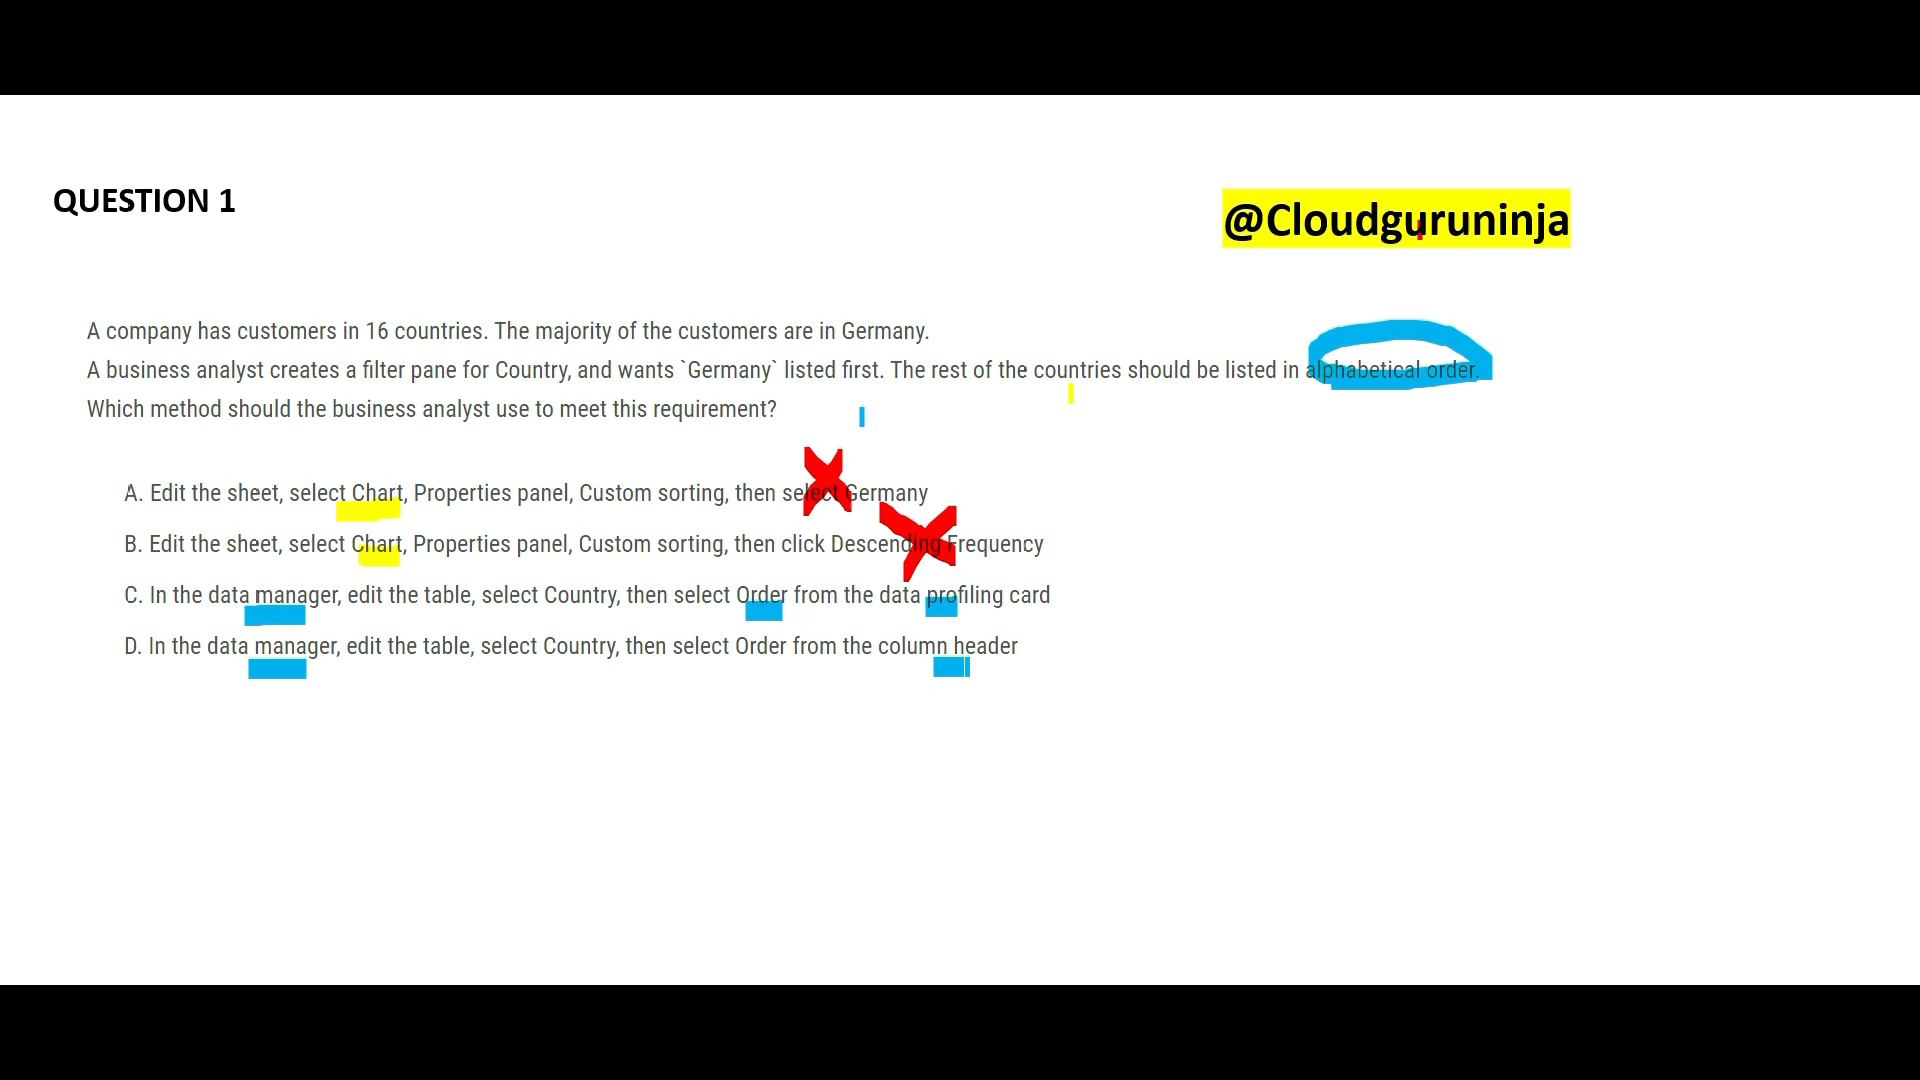 QUESTION 1
@Cloudguruninja
A company has customers in 16 countries. The majority of the customers are in Germany.
A business analyst creates a filter pane for Country, and wants `Germany` listed first. The rest of the countries should be listed in alphabetical order.
Which method should the business analyst use to meet this requirement?
A. Edit the sheet, select Chart, Properties panel, Custom sorting, then select Germany
B. Edit the sheet, select Chart, Properties panel, Custom sorting, then click Descending Frequency
C. In the data manager, edit the table, select Country, then select Order from the data profiling card
D. In the data manager, edit the table, select Country, then select Order from the column header